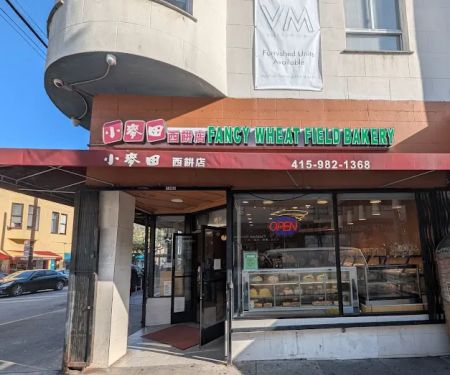 VM
Furnished Units
Available
小麥田西餅店 FANCY WHEAT FIELD BAKERY
小麥田 西餅店 415-982-1368
OPEN